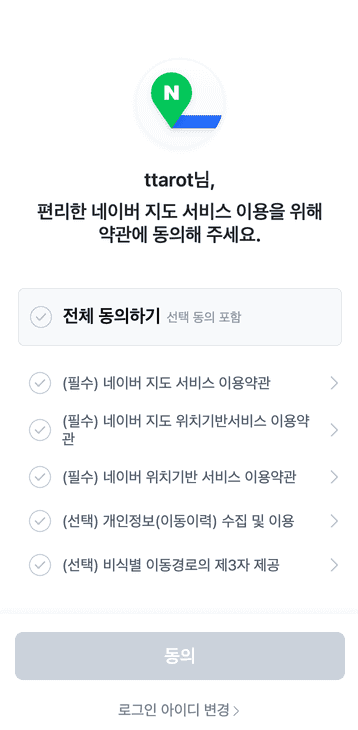 N
ttarot님,
편리한 네이버 지도 서비스 이용을 위해
약관에 동의해 주세요.
전체 동의하기 선택 동의 포함
(필수) 네이버 지도 서비스 이용약관
(필수) 네이버 지도 위치기반서비스 이용약
관
(필수) 네이버 위치기반 서비스 이용약관
(선택) 개인정보(이동이력) 수집 및 이용
(선택) 비식별 이동경로의 제3자 제공
동의
로그인 아이디 변경